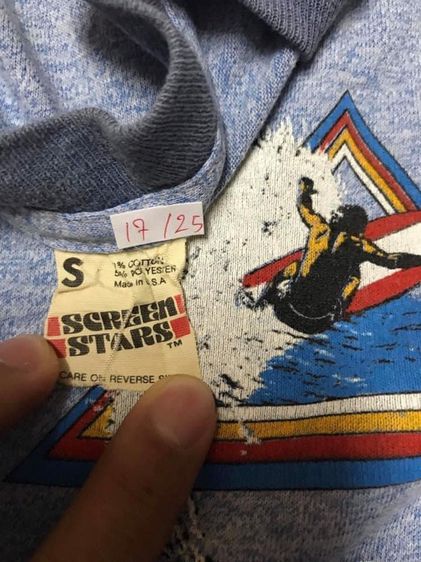 17/25
S
% COTTON
% POLYESTER
MADE IN U.S.A
SCREEN
STARS
TM
CARE ON REVERSE